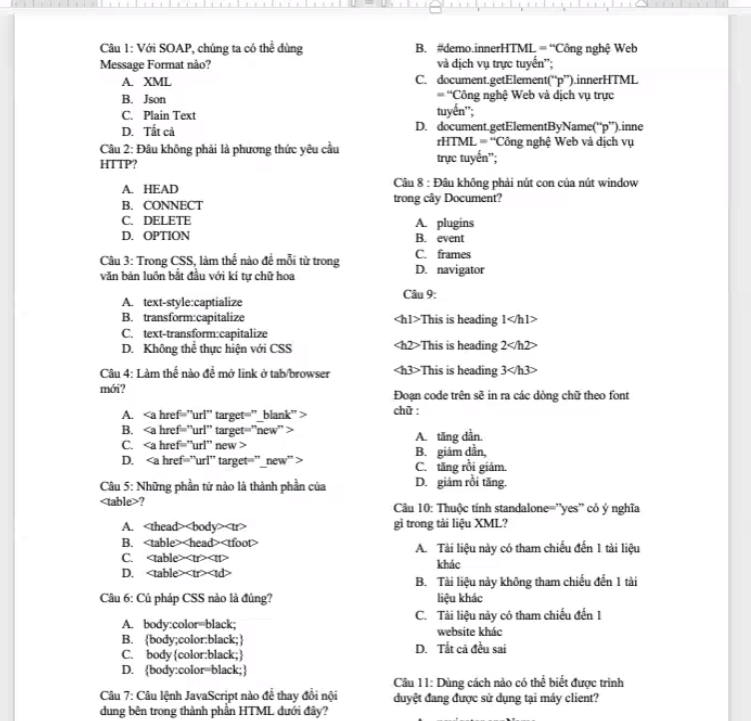 Câu 1: Với SOAP, chúng ta có thể dùng
Message Format nào?
A. XML
B. Json
C. Plain Text
D. Tất cả
Câu 2: Đâu không phải là phương thức yêu cầu
HTTP?
A. HEAD
B. CONNECT
C. DELETE
D. OPTION
Câu 3: Trong CSS, làm thế nào để mỗi từ trong
văn bản luôn bắt đầu với kí tự chữ hoa
A. text-style:captialize
B. transform:capitalize
C. text-transform:capitalize
D. Không thể thực hiện với CSS
Câu 4: Làm thế nào để mở link ở tab/browser
mới?
A. <a href="url" target="_blank" >
B. <a href="url" target="new" >
C. <a href="url" new >
D. <a href="url" target="_new" >
Câu 5: Những phần tử nào là thành phần của
<table>?
A. <thead><body><tr>
B. <table><head><tfoot>
C. <table><tr><tt>
D. <table><tr><td>
Câu 6: Cú pháp CSS nào là đúng?
A. body:color=black;
B. {body;color:black;}
C. body{color:black;}
D. {body:color=black;}
Câu 7: Câu lệnh JavaScript nào để thay đổi nội
dung bên trong thành phần HTML dưới đây?
B. #demo.innerHTML = "Công nghệ Web
và dịch vụ trực tuyến";
C. document.getElement("p").innerHTML
= "Công nghệ Web và dịch vụ trực
tuyến";
D. document.getElementByName("p").inne
rHTML = "Công nghệ Web và dịch vụ
trực tuyến";
Câu 8 : Đâu không phải nút con của nút window
trong cây Document?
A. plugins
B. event
C. frames
D. navigator
Câu 9:
<h1>This is heading 1</h1>
<h2>This is heading 2</h2>
<h3>This is heading 3</h3>
Đoạn code trên sẽ in ra các dòng chữ theo font
chữ :
A. tăng dần.
B. giảm dần,
C. tăng rồi giảm.
D. giảm rồi tăng.
Câu 10: Thuộc tính standalone="yes" có ý nghĩa
gì trong tài liệu XML?
A. Tài liệu này có tham chiếu đến 1 tài liệu
khác
B. Tài liệu này không tham chiếu đến 1 tài
liệu khác
C. Tài liệu này có tham chiếu đến 1
website khác
D. Tất cả đều sai
Câu 11: Dùng cách nào có thể biết được trình
duyệt đang được sử dụng tại máy client?